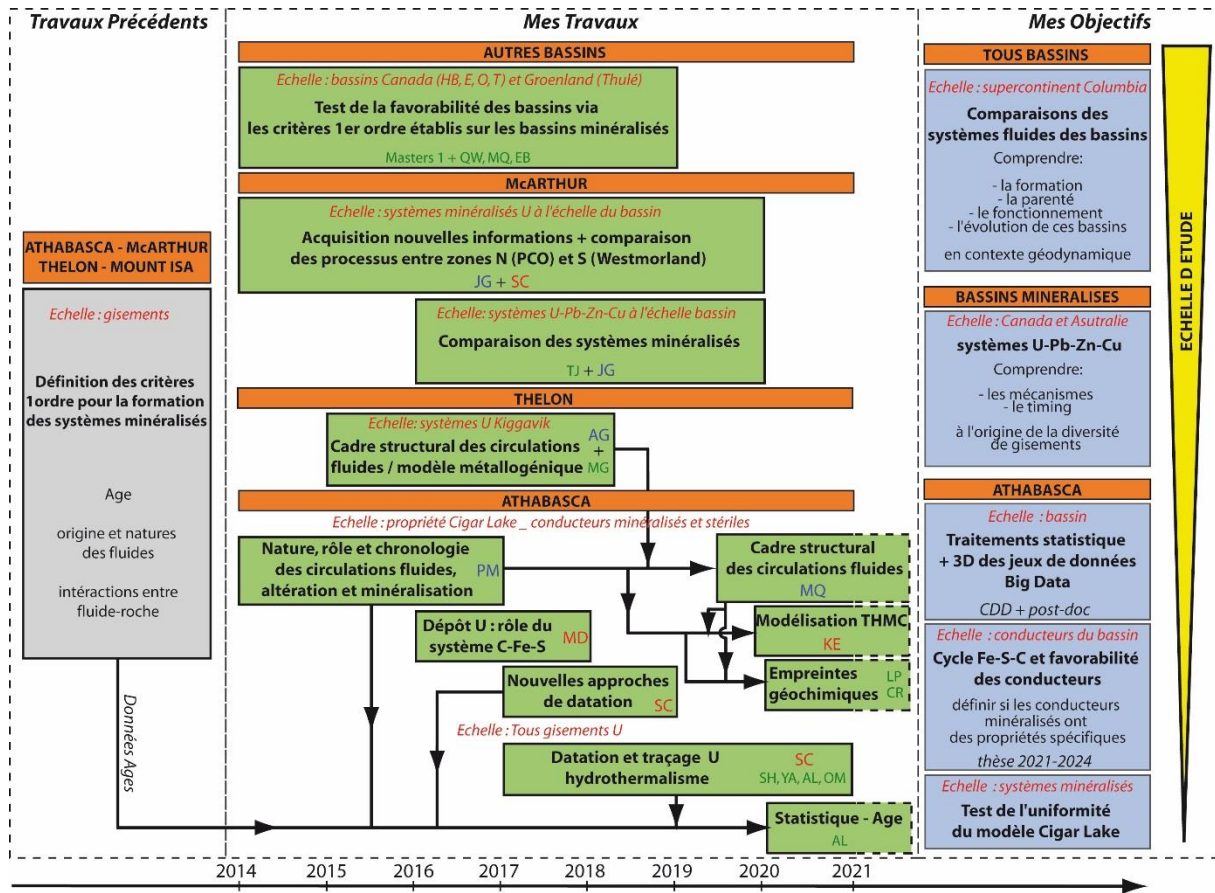 Travaux Précédents
Mes Travaux
Mes Objectifs
ATHABASCA - McARTHUR
THELON - MOUNT ISA
Echelle : gisements
Définition des critères
1ordre pour la formation
des systèmes minéralisés
Age
origine et natures
des fluides
intéractions entre
fluide-roche
Données Ages
AUTRES BASSINS
Echelle : bassins Canada (HB, E, O, T) et Groenland (Thulé)
Test de la favorabilité des bassins via
les critères 1er ordre établis sur les bassins minéralisés
Masters 1 + QW, MQ, EB
McARTHUR
Echelle : systèmes minéralisés U à l'échelle du bassin
Acquisition nouvelles informations + comparaison
des processus entre zones N (PCO) et S (Westmorland)
JG + SC
Echelle: systèmes U-Pb-Zn-Cu à l'échelle bassin
Comparaison des systèmes minéralisés
TJ + JG
THELON
Echelle: systèmes U Kiggavik
Cadre structural des circulations
fluides / modèle métallogénique
AG
+
MG
ATHABASCA
Echelle : propriété Cigar Lake _ conducteurs minéralisés et stériles
Nature, rôle et chronologie
des circulations fluides,
altération et minéralisation
PM
Cadre structural
des circulations fluides
MQ
Dépôt U : rôle du
système C-Fe-S
MD
Modélisation THMC
KE
Nouvelles approches
de datation
SC
Empreintes
géochimiques
LP
CR
Echelle : Tous gisements U
Datation et traçage U
hydrothermalisme
SC
SH, YA, AL, OM
Statistique - Age
AL
TOUS BASSINS
Echelle : supercontinent Columbia
Comparaisons des
systèmes fluides des bassins
Comprendre:
- la formation
- la parenté
- le fonctionnement
- l'évolution de ces bassins
en contexte géodynamique
BASSINS MINERALISES
Echelle : Canada et Asutralie
systèmes U-Pb-Zn-Cu
Comprendre:
- les mécanismes
- le timing
à l'origine de la diversité
de gisements
ATHABASCA
Echelle : bassin
Traitements statistique
+ 3D des jeux de données
Big Data
CDD + post-doc
Echelle : conducteurs du bassin
Cycle Fe-S-C et favorabilité
des conducteurs
définir si les conducteurs
minéralisés ont
des propriétés spécifiques
thèse 2021-2024
Echelle : systèmes minéralisés
Test de l'uniformité
du modèle Cigar Lake
ECHELLE D'ETUDE
2014 2015 2016 2017 2018 2019 2020 2021